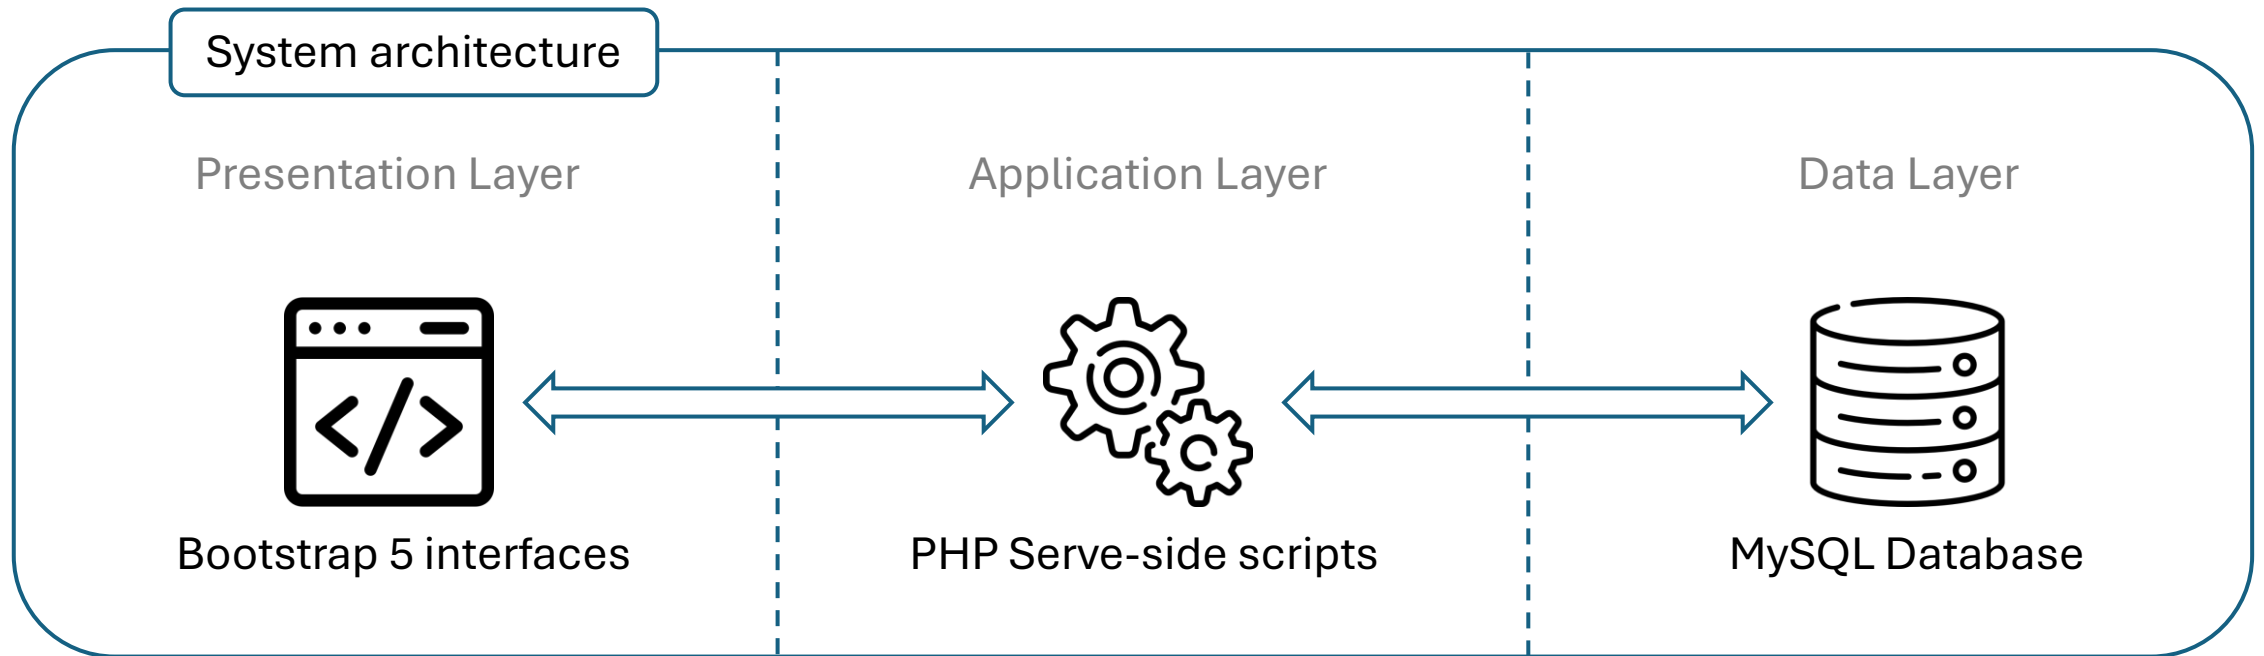 System architecture
Presentation Layer
Application Layer
Data Layer
Bootstrap 5 interfaces
PHP Serve-side scripts
MySQL Database